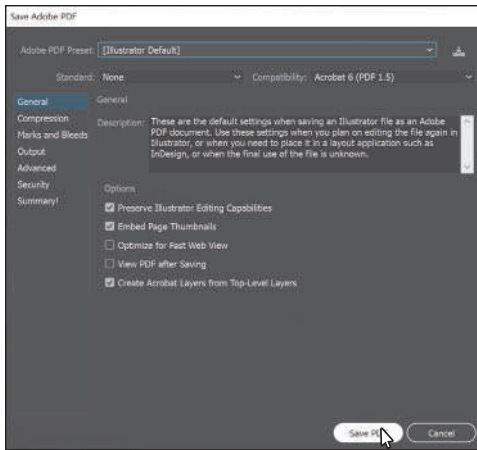 Save Adobe PDF
Adobe PDF Preset: [Illustrator Default]
Standard: None Compatibility: Acrobat 6 (PDF 1.5)
General
Compression
Marks and Bleeds
Output
Advanced
Security
Summary!
General
Description: These are the default settings when saving an Illustrator file as an Adobe
PDF document. Use these settings when you plan on editing the file again in
Illustrator, or when you need to place it in a layout application such as
InDesign, or when the final use of the file is unknown.
Options
Preserve Illustrator Editing Capabilities
Embed Page Thumbnails
Optimize for Fast Web View
View PDF after Saving
Create Acrobat Layers from Top-Level Layers
Save PD
Cancel